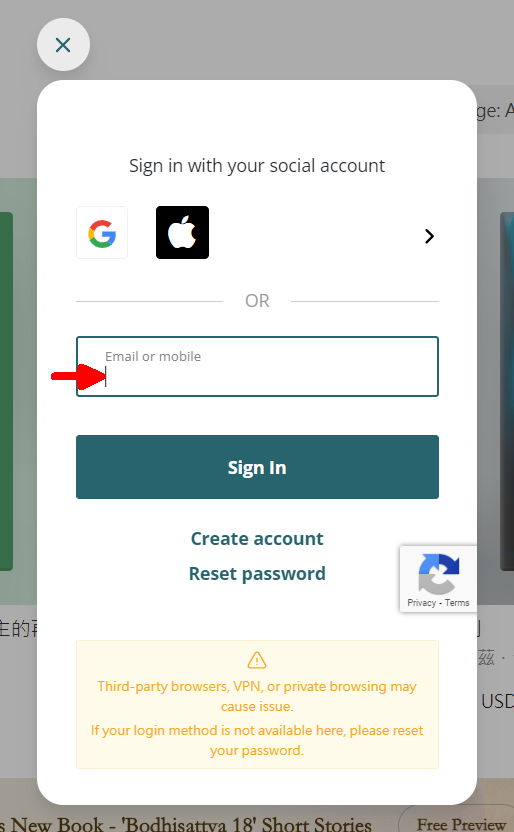 ge: A
Sign in with your social account
OR
Email or mobile
Sign In
Create account
Reset password
Privacy - Terms
主的再
茲 ·
USD
Third-party browsers, VPN, or private browsing may
cause issue.
If your login method is not available here, please reset
your password.
s New Book - 'Bodhisattva 18' Short Stories
Free Preview